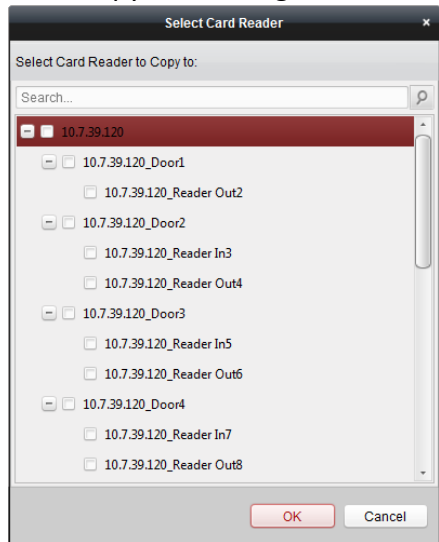 Select Card Reader ×
Select Card Reader to Copy to:
Search...
10.7.39.120
10.7.39.120_Door1
10.7.39.120_Reader Out2
10.7.39.120_Door2
10.7.39.120_Reader In3
10.7.39.120_Reader Out4
10.7.39.120_Door3
10.7.39.120_Reader In5
10.7.39.120_Reader Out6
10.7.39.120_Door4
10.7.39.120_Reader In7
10.7.39.120_Reader Out8
OK Cancel